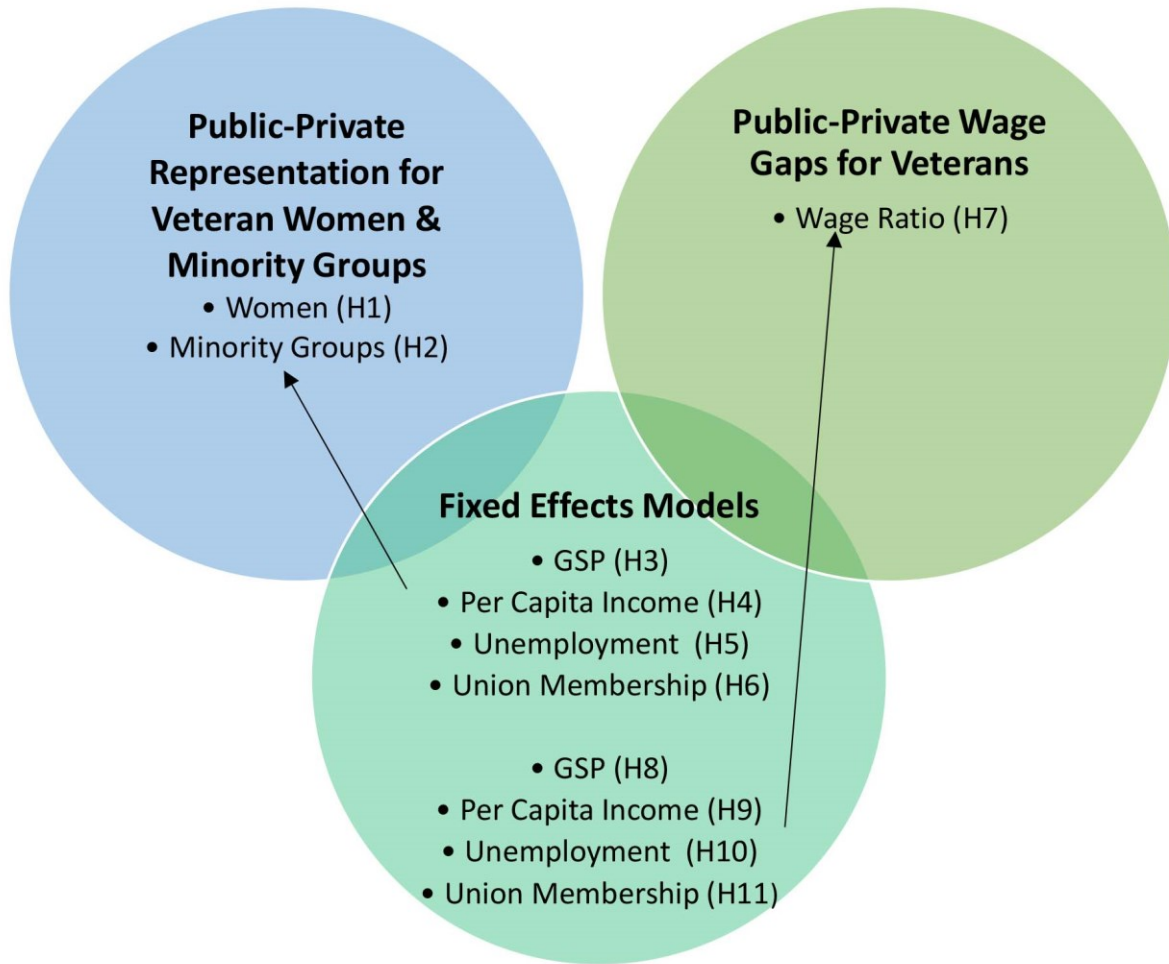 Public-Private
Representation for
Veteran Women &
Minority Groups
• Women (H1)
• Minority Groups (H2)
Public-Private Wage
Gaps for Veterans
• Wage Ratio (H7)
Fixed Effects Models
• GSP (H3)
• Per Capita Income (H4)
• Unemployment  (H5)
• Union Membership (H6)
• GSP (H8)
• Per Capita Income (H9)
• Unemployment  (H10)
• Union Membership (H11)